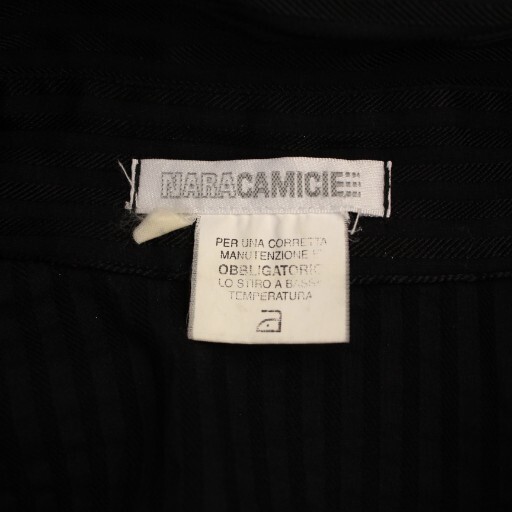 NARACAMICIE
PER UNA CORRETTA
MANUTENZIONE È
OBBLIGATORIO
LO STIRO A BASSA
TEMPERATURA